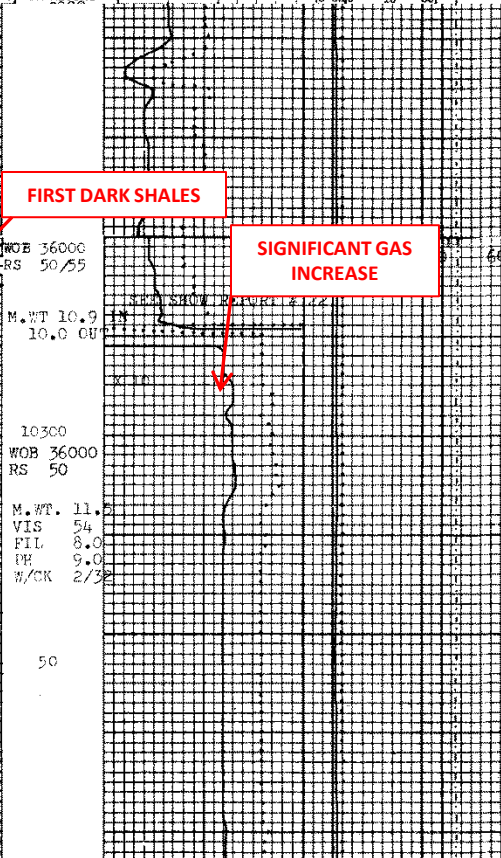 FIRST DARK SHALES
WOB 36000
RS 50/55
SIGNIFICANT GAS
INCREASE
SEE SHOW REPORT # 22
M.WT 10.9 IN
10.0 OUT
X 10
10300
WOB 36000
RS 50
M.WT. 11.5
VIS 54
FIL 8.0
PH 9.0
W/CK 2/32
50